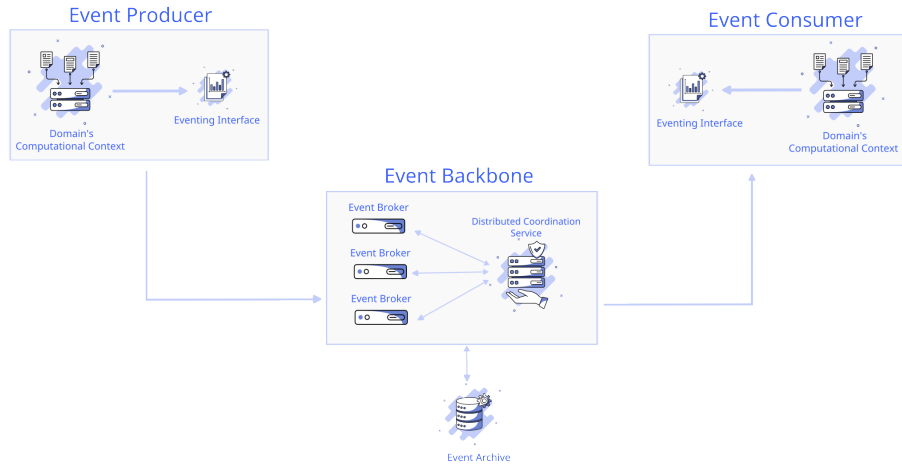 Event Producer
Domain's
Computational Context
Eventing Interface
Event Consumer
Eventing Interface
Domain's
Computational Context
Event Backbone
Event Broker
Event Broker
Event Broker
Distributed Coordination
Service
Event Archive